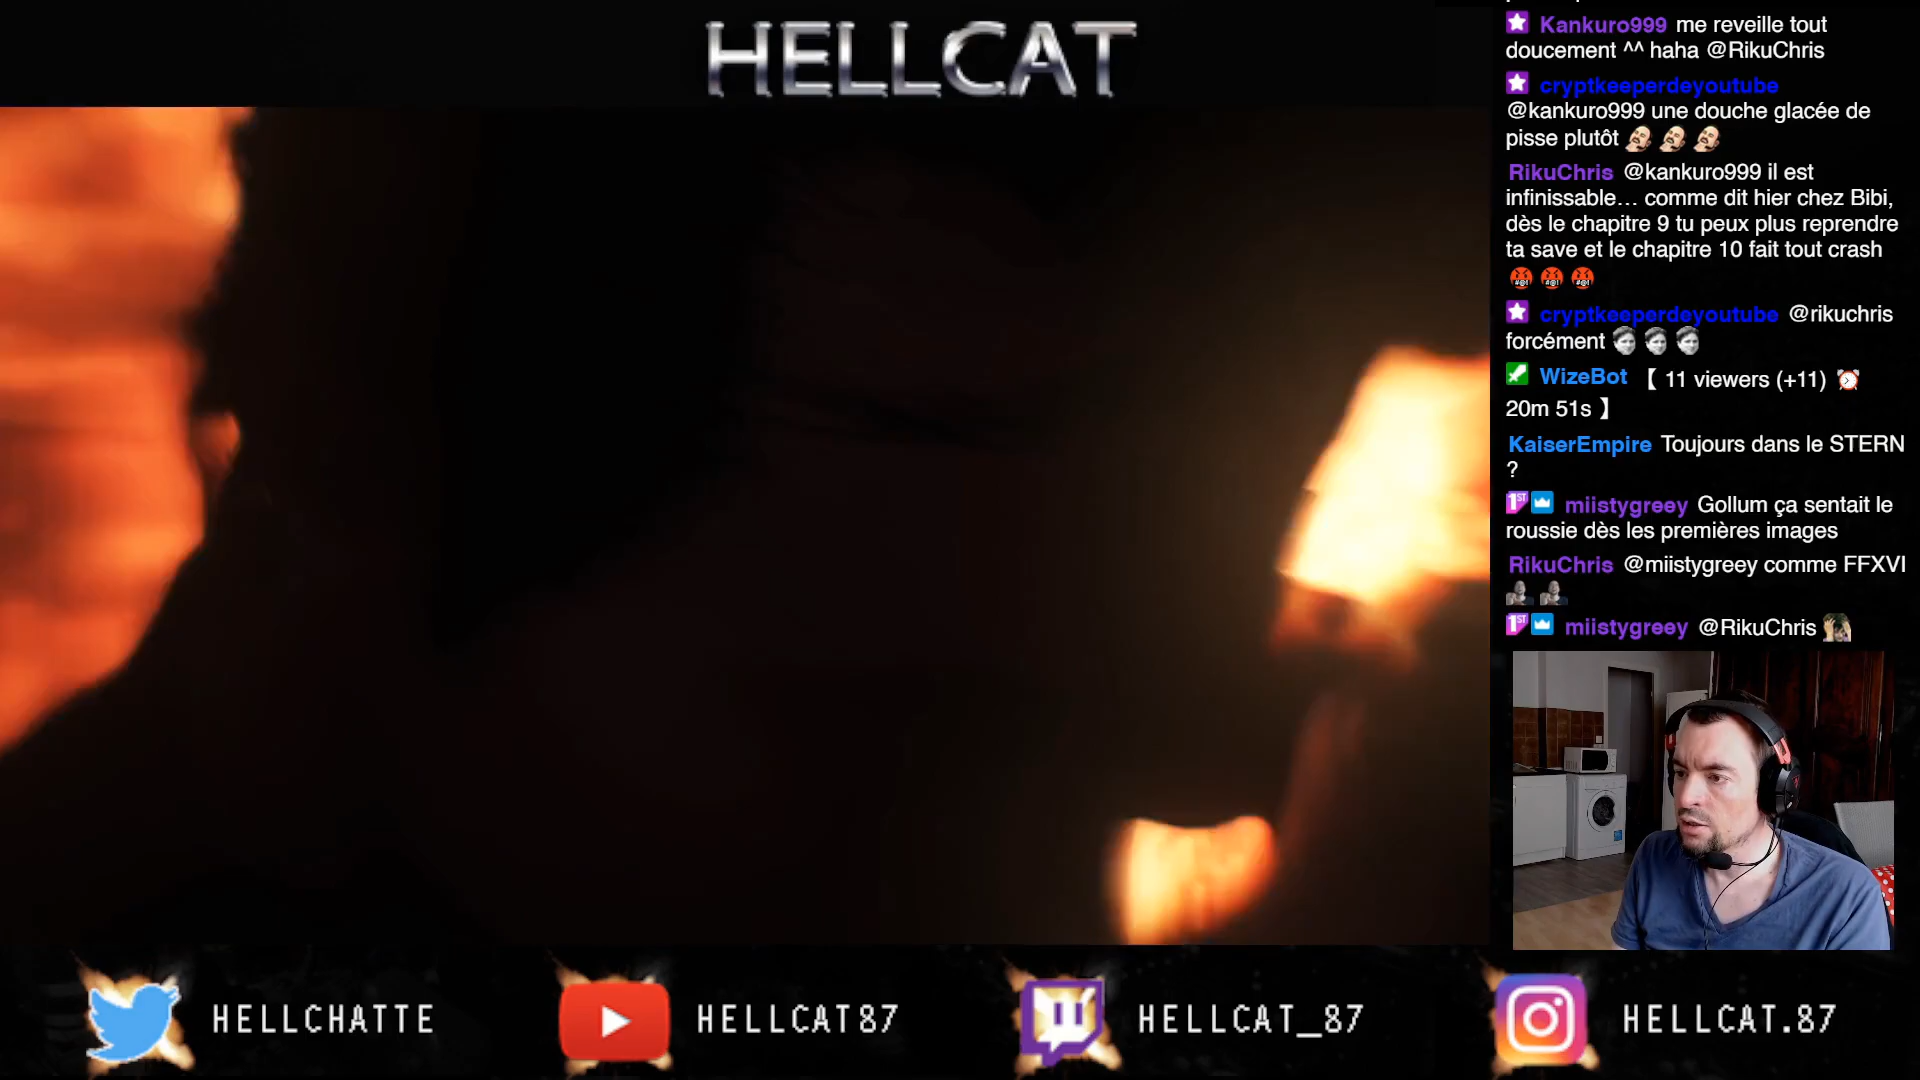 HELLCAT
Kankuro999 me reveille tout
doucement ^^ haha @RikuChris
cryptkeeperdeyoutube
@kankuro999 une douche glacée de
pisse plutôt
RikuChris @kankuro999 il est
infinissable… comme dit hier chez Bibi,
dès le chapitre 9 tu peux plus reprendre
ta save et le chapitre 10 fait tout crash
cryptkeeperdeyoutube @rikuchris
forcément
WizeBot 【 11 viewers (+11) ⏰
20m 51s 】
KaiserEmpire Toujours dans le STERN
?
1ST miistygreey Gollum ça sentait le
roussie dès les premières images
RikuChris @miistygreey comme FFXVI
1ST miistygreey @RikuChris
HELLCHATTE
HELLCAT87
HELLCAT_87
HELLCAT.87